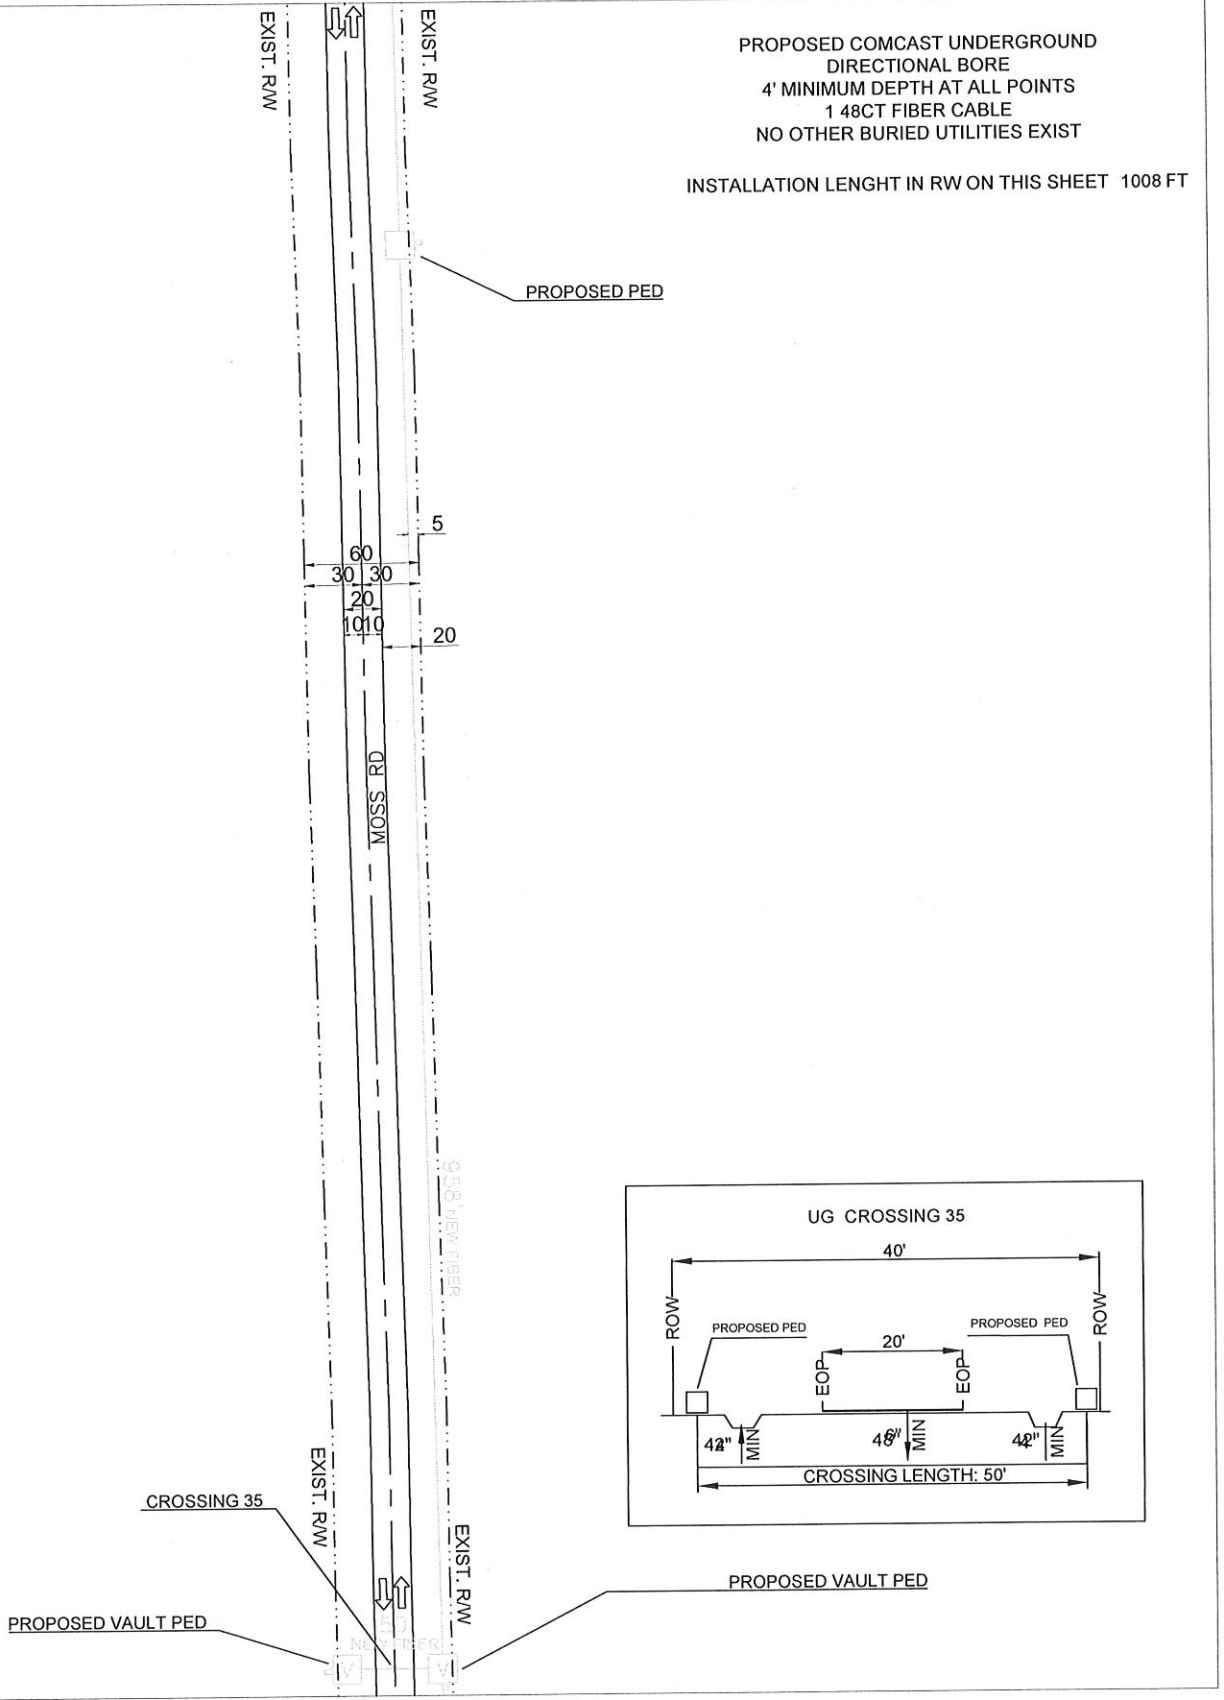 EXIST. R/W
EXIST. R/W
PROPOSED COMCAST UNDERGROUND
DIRECTIONAL BORE
4' MINIMUM DEPTH AT ALL POINTS
1 48CT FIBER CABLE
NO OTHER BURIED UTILITIES EXIST
INSTALLATION LENGHT IN RW ON THIS SHEET 1008 FT
PROPOSED PED
5
60
30 30
20
10 10
20
MOSS RD
958' NEW FIBER
UG CROSSING 35
40'
ROW
ROW
PROPOSED PED
PROPOSED PED
20'
EOP
EOP
MIN
MIN
MIN
CROSSING LENGTH: 50'
EXIST. R/W
CROSSING 35
EXIST. R/W
PROPOSED VAULT PED
PROPOSED VAULT PED
50'
NEW FIBER
V
V